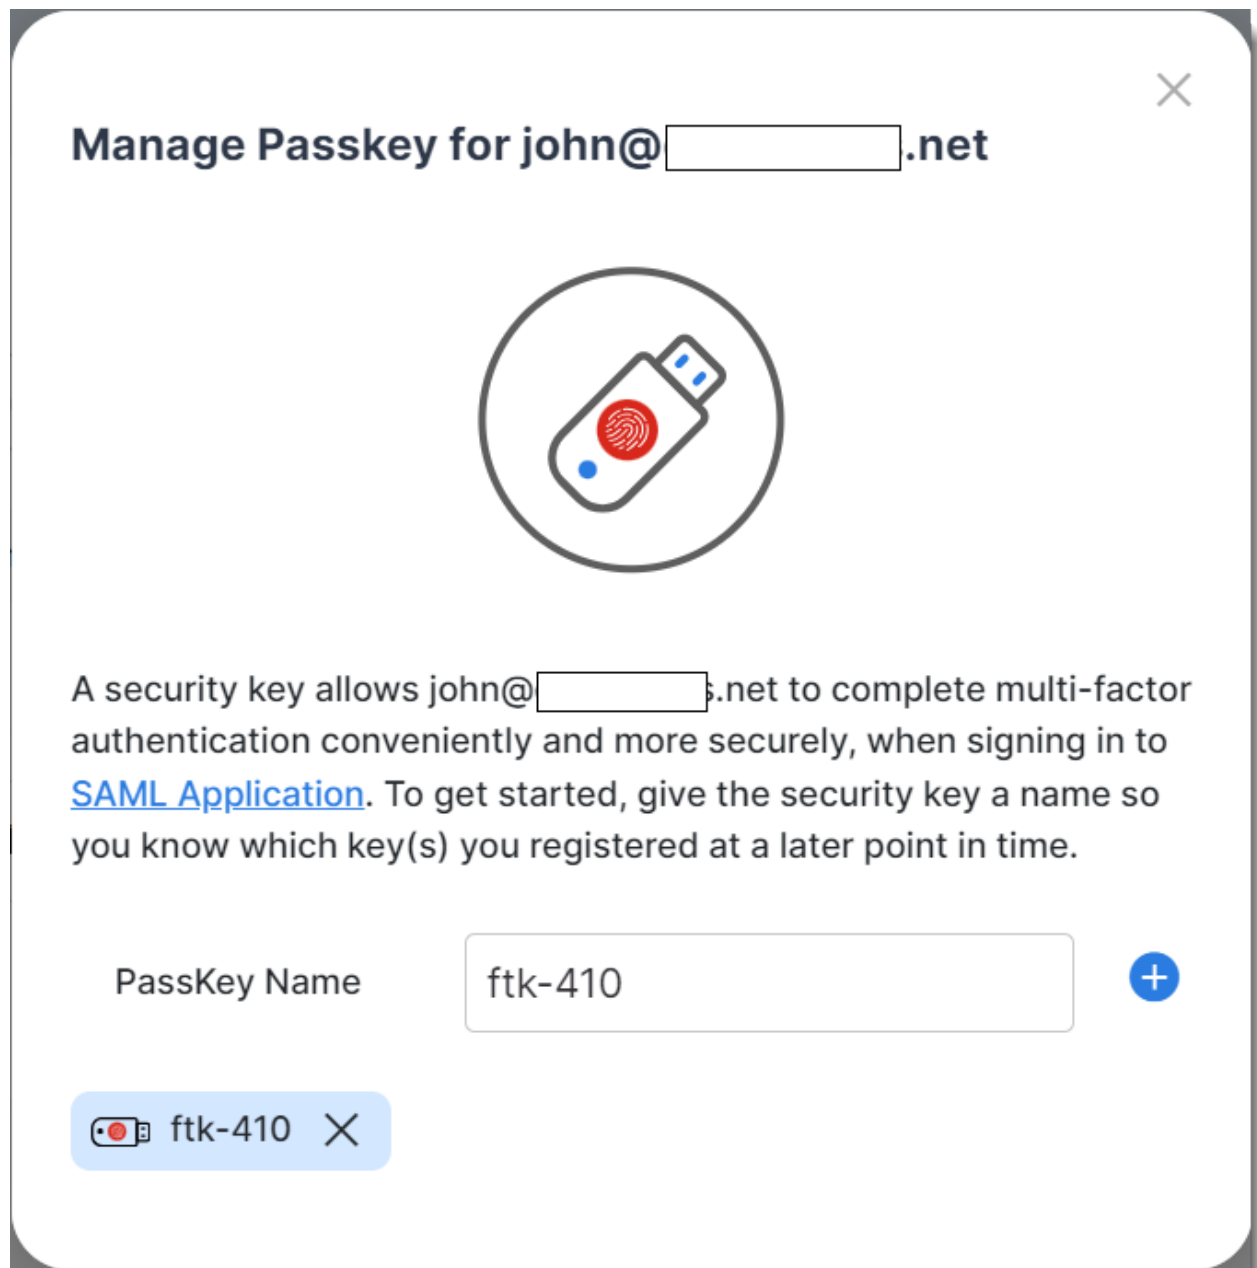 Manage Passkey for john@ .net
A security key allows john@ s.net to complete multi-factor
authentication conveniently and more securely, when signing in to
SAML Application. To get started, give the security key a name so
you know which key(s) you registered at a later point in time.
PassKey Name
ftk-410
ftk-410